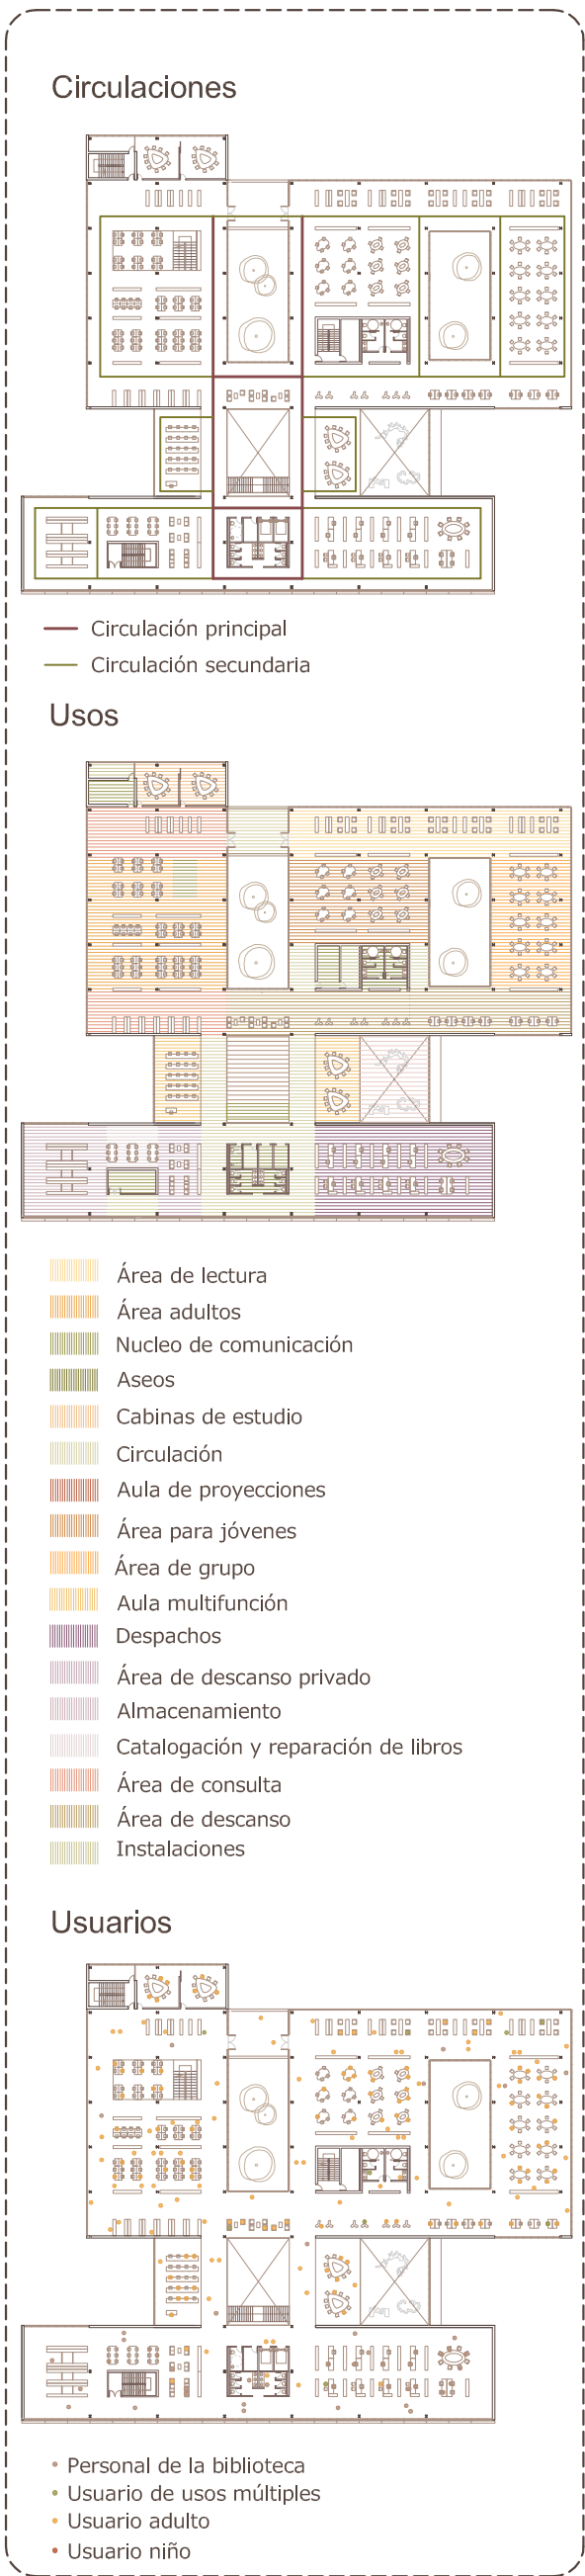 Circulaciones
Circulación principal
Circulación secundaria
Usos
Área de lectura
Área adultos
Nucleo de comunicación
Aseos
Cabinas de estudio
Circulación
Aula de proyecciones
Área para jóvenes
Área de grupo
Aula multifunción
Despachos
Área de descanso privado
Almacenamiento
Catalogación y reparación de libros
Área de consulta
Área de descanso
Instalaciones
Usuarios
Personal de la biblioteca
Usuario de usos múltiples
Usuario adulto
Usuario niño